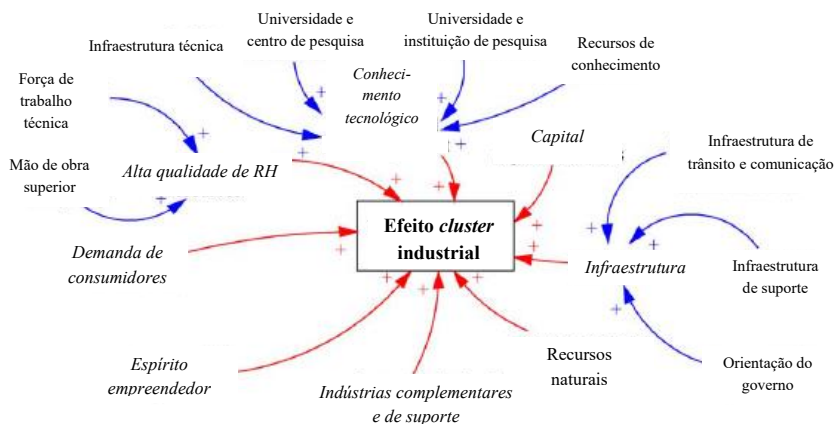 Universidade e
centro de pesquisa
Universidade e
instituição de pesquisa
Infraestrutura técnica
Recursos de
conhecimento
Conheci-
mento
tecnológico
Força de
trabalho
técnica
Capital
Infraestrutura de
trânsito e comunicação
Mão de obra
superior
Alta qualidade de RH
Efeito cluster
industrial
Demanda de
consumidores
Infraestrutura
Infraestrutura
de suporte
Espírito
empreendedor
Indústrias complementares
e de suporte
Recursos
naturais
Orientação do
governo